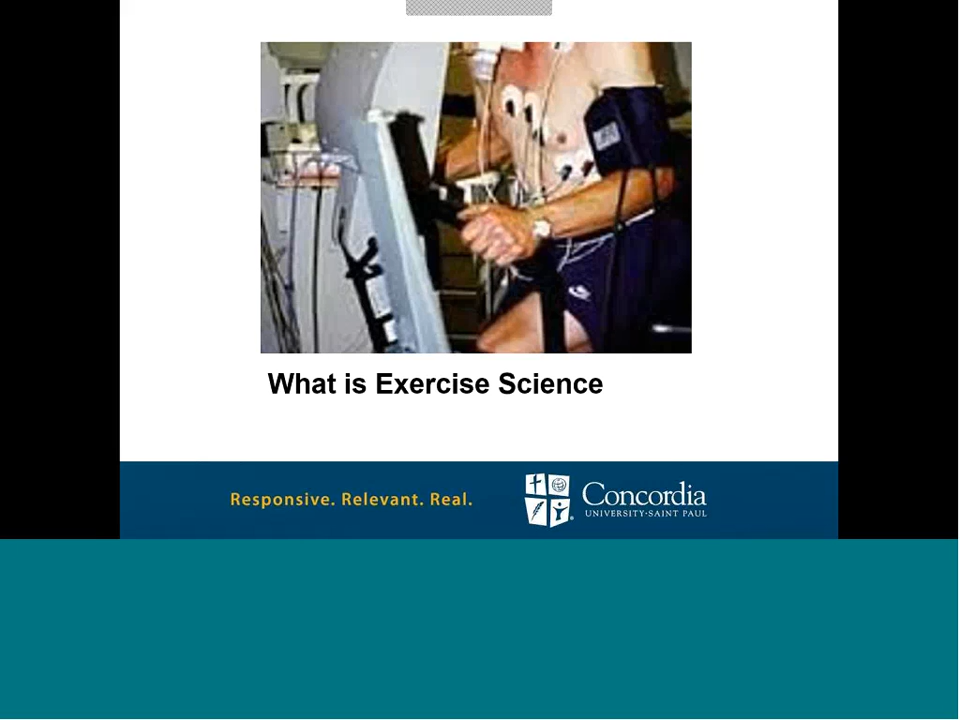 What is Exercise Science
Responsive. Relevant. Real.
Concordia
UNIVERSITY·SAINT PAUL